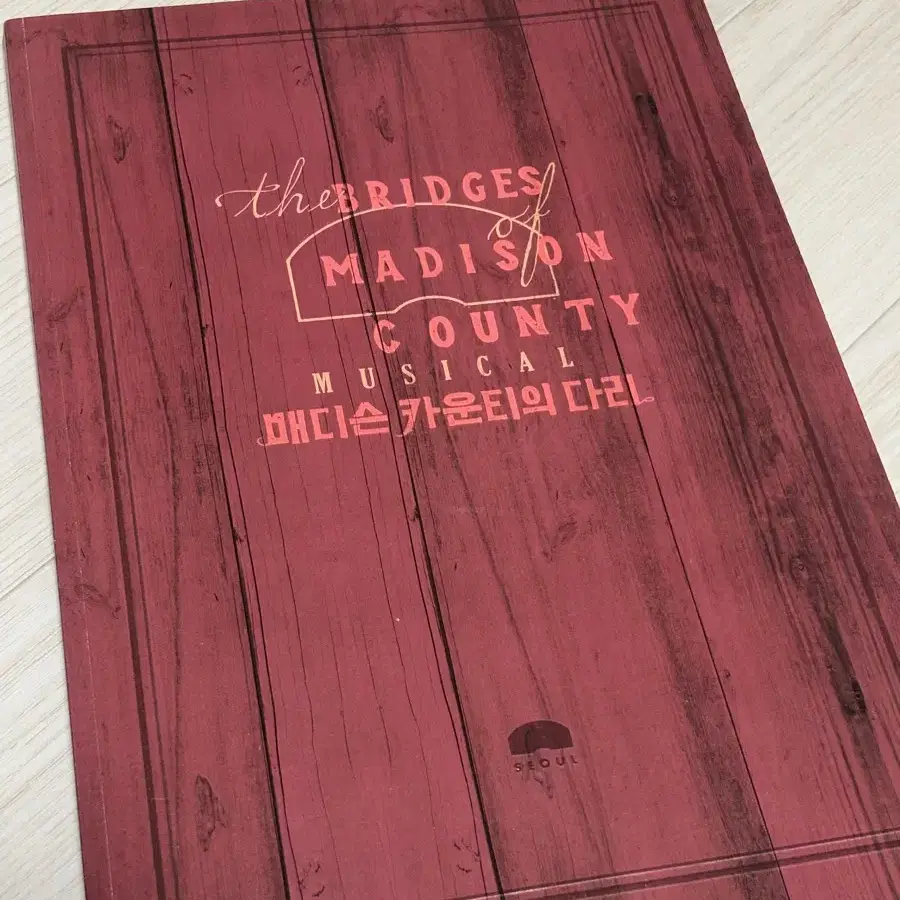 the BRIDGES
of
MADISON
COUNTY
MUSICAL
매디슨 카운티의 다리
SEOUL